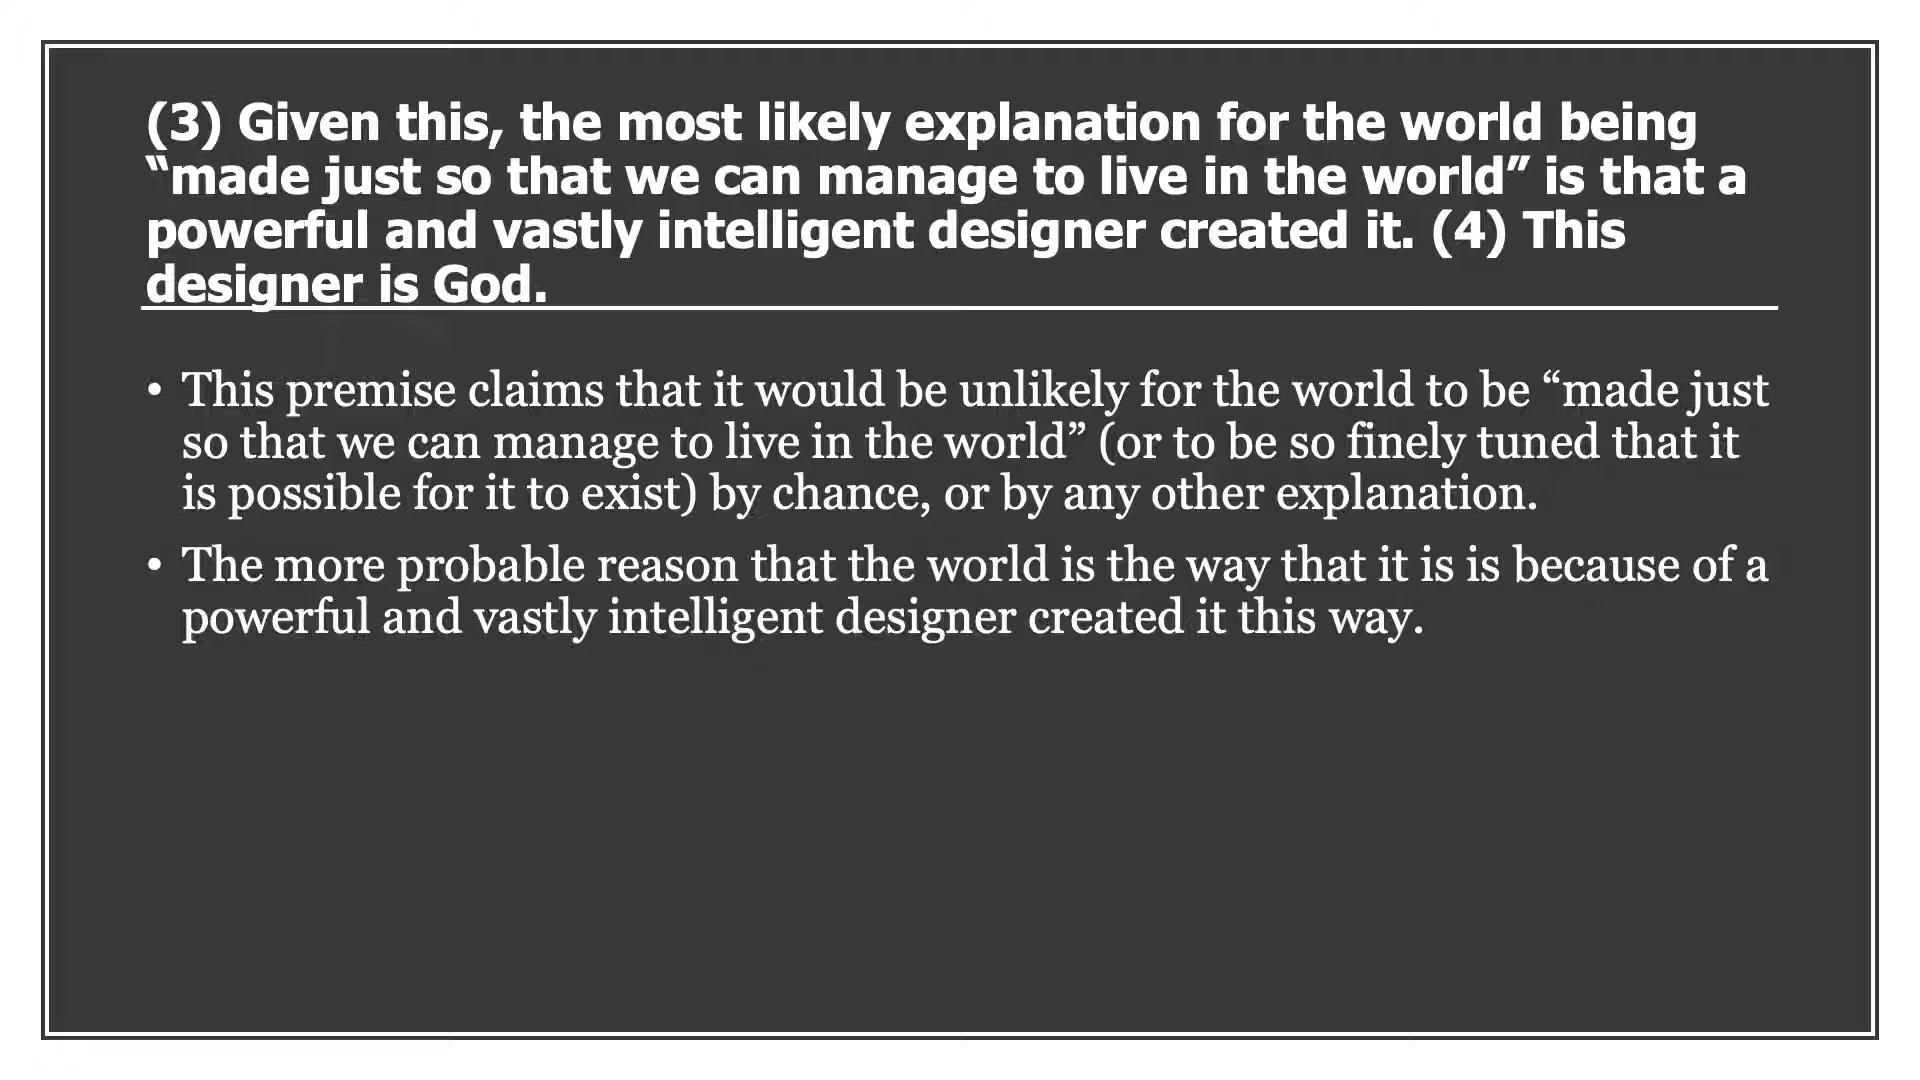 (3) Given this, the most likely explanation for the world being
“made just so that we can manage to live in the world” is that a
powerful and vastly intelligent designer created it. (4) This
designer is God.
• This premise claims that it would be unlikely for the world to be “made just
so that we can manage to live in the world” (or to be so finely tuned that it
is possible for it to exist) by chance, or by any other explanation.
• The more probable reason that the world is the way that it is is because of a
powerful and vastly intelligent designer created it this way.